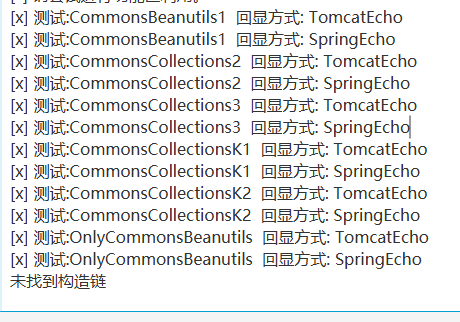 [x] 测试:CommonsBeanutils1 回显方式: TomcatEcho
[x] 测试:CommonsBeanutils1 回显方式: SpringEcho
[x] 测试:CommonsCollections2 回显方式: TomcatEcho
[x] 测试:CommonsCollections2 回显方式: SpringEcho
[x] 测试:CommonsCollections3 回显方式: TomcatEcho
[x] 测试:CommonsCollections3 回显方式: SpringEcho
[x] 测试:CommonsCollectionsK1 回显方式: TomcatEcho
[x] 测试:CommonsCollectionsK1 回显方式: SpringEcho
[x] 测试:CommonsCollectionsK2 回显方式: TomcatEcho
[x] 测试:CommonsCollectionsK2 回显方式: SpringEcho
[x] 测试:OnlyCommonsBeanutils 回显方式: TomcatEcho
[x] 测试:OnlyCommonsBeanutils 回显方式: SpringEcho
未找到构造链